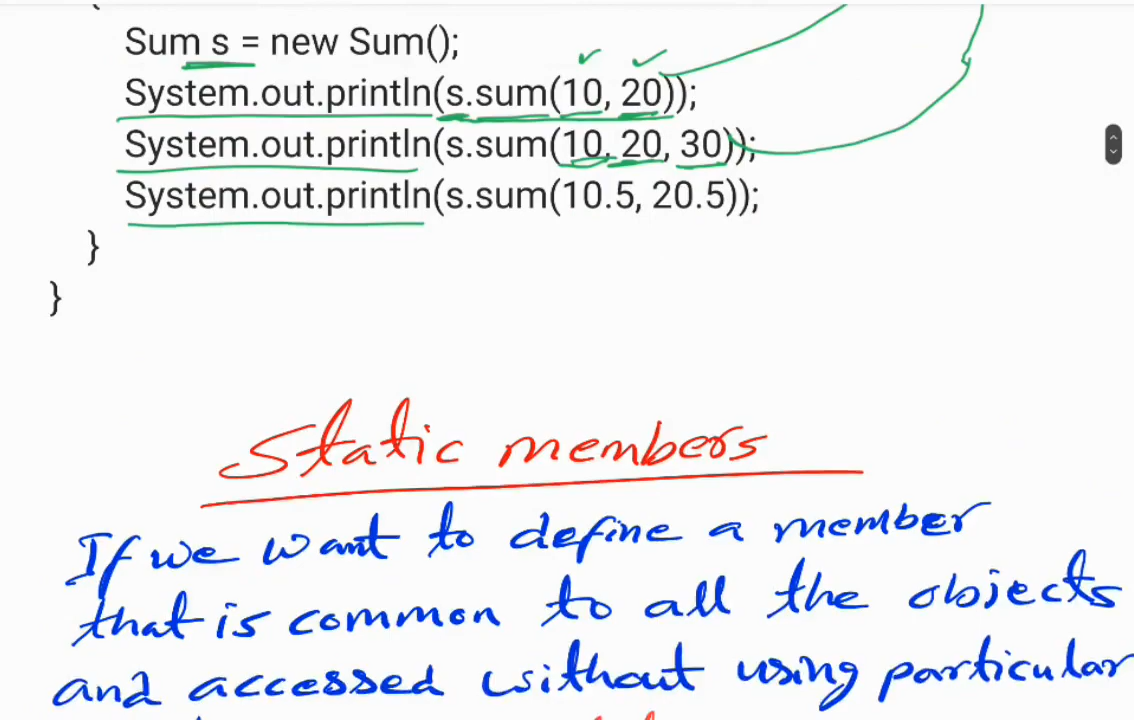 Sum s = new Sum();
System.out.println(s.sum(10, 20));
System.out.println(s.sum(10, 20, 30));
System.out.println(s.sum(10.5, 20.5));
}
}
Static members
If we want to define a member
that is common to all the objects
and accessed without using particular